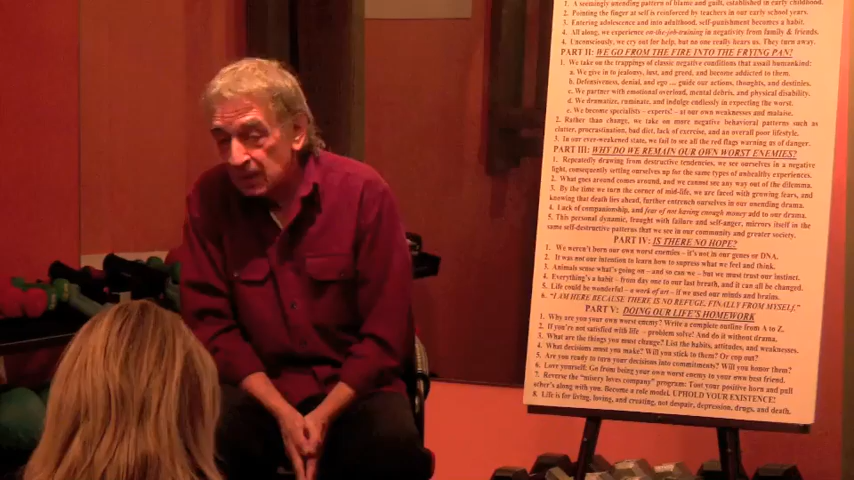 1. A seemingly unending pattern of blame and guilt, established in early childhood.
2. Pointing the finger at self is reinforced by teachers in our early school years.
3. Entering adolescence and into adulthood, self-punishment becomes a habit.
4. All along, we experience on-the-job-training in negativity from family & friends.
4. Unconsciously, we cry out for help, but no one really hears us. They turn away.
PART II: WE GO FROM THE FIRE INTO THE FRYING PAN!
1. We take on the trappings of classic negative conditions that assail humankind:
a. We give in to jealousy, lust, and greed, and become addicted to them.
b. Defensiveness, denial, and ego ... guide our actions, thoughts, and destinies.
c. We partner with emotional overload, mental debris, and physical disability.
d. We dramatize, ruminate, and indulge endlessly in expecting the worst.
e. We become specialists – experts! – at our own weaknesses and malaise.
2. Rather than change, we take on more negative behavioral patterns such as
clutter, procrastination, bad diet, lack of exercise, and an overall poor lifestyle.
3. In our ever-weakened state, we fail to see all the red flags warning us of danger.
PART III: WHY DO WE REMAIN OUR OWN WORST ENEMIES?
1. Repeatedly drawing from destructive tendencies, we see ourselves in a negative
light, consequently setting ourselves up for the same types of unhealthy experiences.
2. What goes around comes around, and we cannot see any way out of the dilemma.
3. By the time we turn the corner of mid-life, we are faced with growing fears, and
knowing that death lies ahead, further entrench ourselves in our unending drama.
4. Lack of companionship, and fear of not having enough money add to our drama.
5. This personal dynamic, fraught with failure and self-anger, mirrors itself in the
same self-destructive patterns that we see in our community and greater society.
PART IV: IS THERE NO HOPE?
1. We weren't born our own worst enemies – it's not in our genes or DNA.
2. It was not our intention to learn how to supress what we feel and think.
3. Animals sense what's going on – and so can we – but we must trust our instinct.
4. Everything's a habit – from day one to our last breath, and it can all be changed.
5. Life could be wonderful – a work of art – if we used our minds and brains.
6. "I AM HERE BECAUSE THERE IS NO REFUGE, FINALLY FROM MYSELF."
PART V: DOING OUR LIFE'S HOMEWORK
1. Why are you your own worst enemy? Write a complete outline from A to Z.
2. If you're not satisfied with life – problem solve! And do it without drama.
3. What are the things you must change? List the habits, attitudes, and weaknesses.
4. What decisions must you make? Will you stick to them? Or cop out?
5. Are you ready to turn your decisions into commitments? Will you honor them?
6. Love yourself: Go from being your own worst enemy to your own best friend.
7. Reverse the "misery loves company" program: Toot your positive horn and pull
other's along with you. Become a role model. UPHOLD YOUR EXISTENCE!
8. Life is for living, loving, and creating, not despair, depression, drugs, and death.